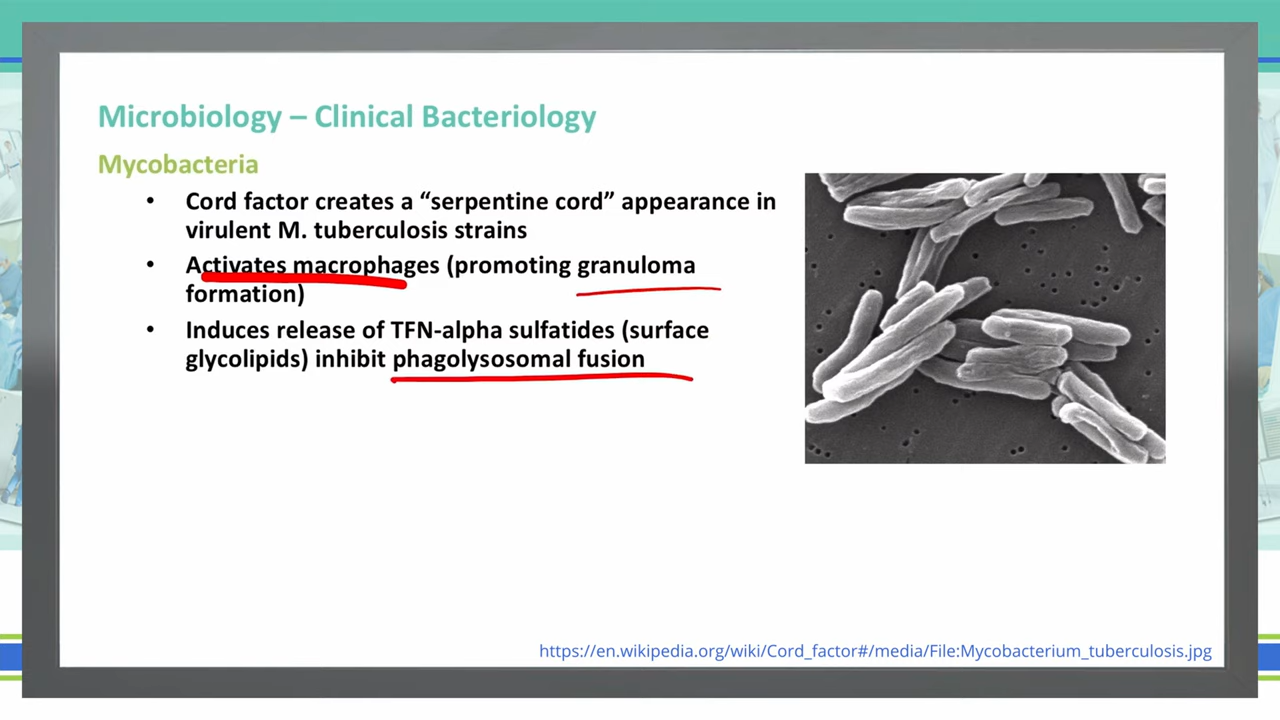 Microbiology – Clinical Bacteriology
Mycobacteria
• Cord factor creates a “serpentine cord” appearance in
virulent M. tuberculosis strains
• Activates macrophages (promoting granuloma
formation)
• Induces release of TFN-alpha sulfatides (surface
glycolipids) inhibit phagolysosomal fusion
https://en.wikipedia.org/wiki/Cord_factor#/media/File:Mycobacterium_tuberculosis.jpg